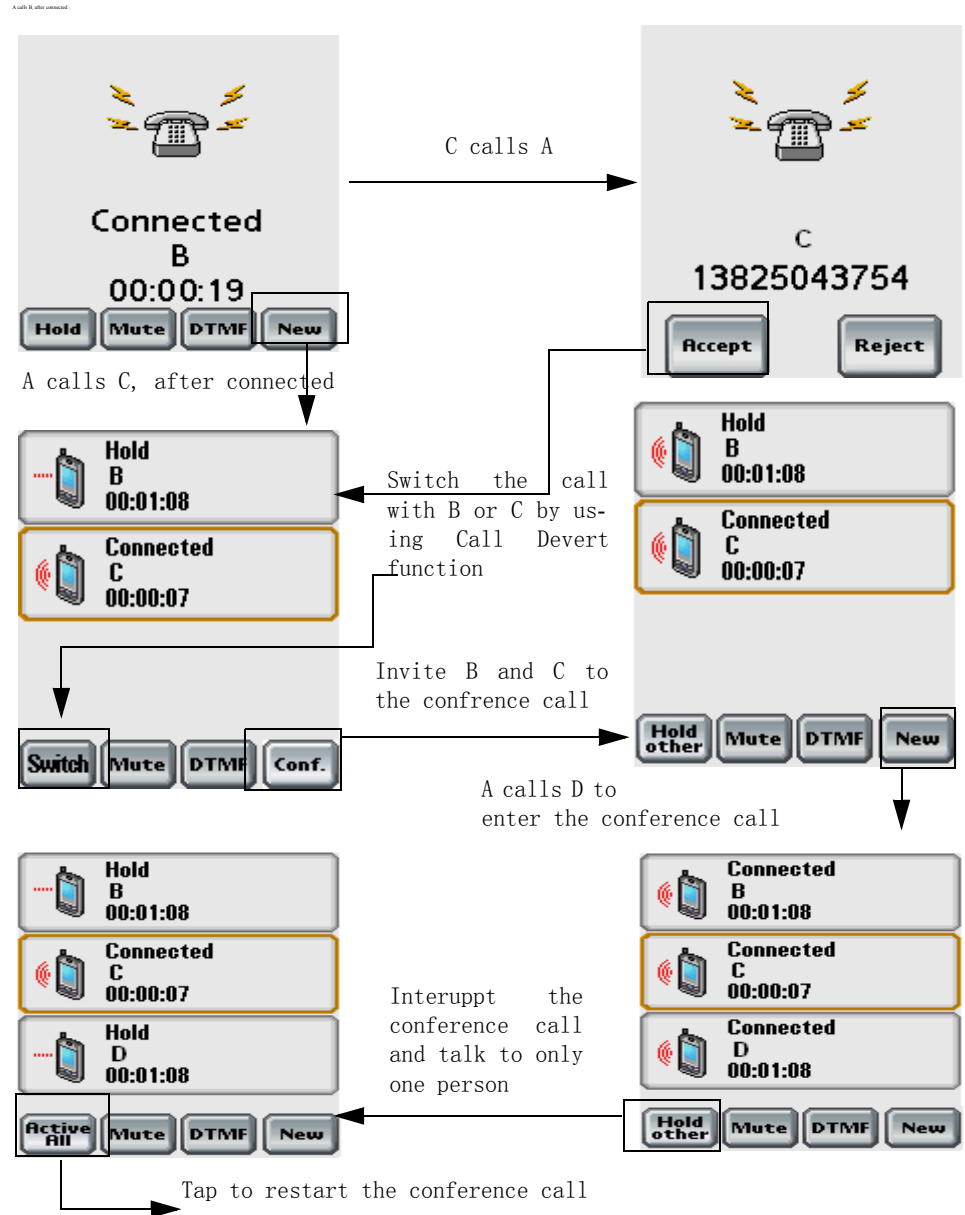 A calls B, after connected :
Connected
B
00:00:19
Hold Mute DTMF New
C calls A
C
13825043754
Accept Reject
A calls C, after connected
Hold
B
00:01:08
Connected
C
00:00:07
Switch Mute DTMF Conf.
Switch the call
with B or C by us-
ing Call Devert
function
Hold
B
00:01:08
Connected
C
00:00:07
Hold
other Mute DTMF New
Invite B and C to
the confrence call
A calls D to
enter the conference call
Hold
B
00:01:08
Connected
C
00:00:07
Hold
D
00:01:08
Active
All Mute DTMF New
Interuppt the
conference call
and talk to only
one person
Connected
B
00:01:08
Connected
C
00:00:07
Connected
D
00:01:08
Hold
other Mute DTMF New
Tap to restart the conference call